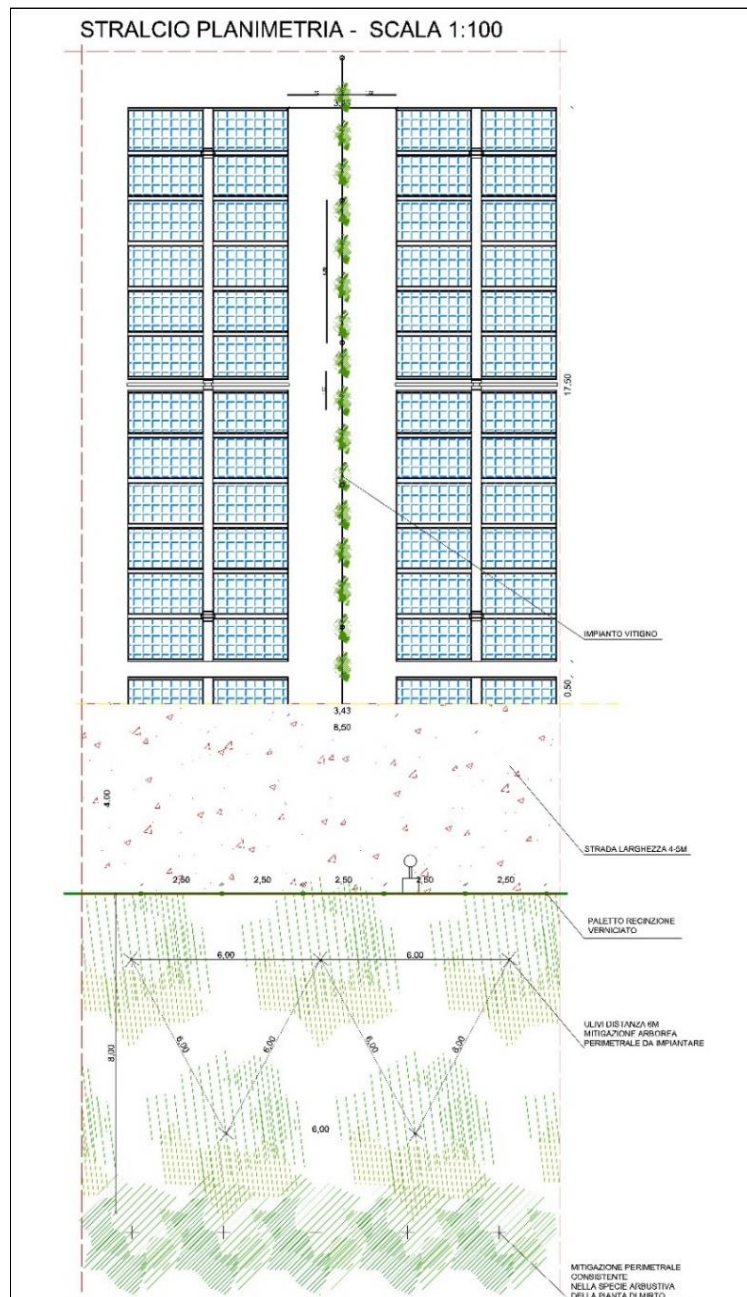 STRALCIO PLANIMETRIA - SCALA 1:100
17,50
IMPIANTO VITIGNO
0,50
3,43
8,50
4,00
STRADA LARGHEZZA 4-5M
2,50 2,50 2,50 2,50 2,50
PALETTO RECINZIONE
VERNICIATO
6,00 6,00
ULIVI DISTANZA 6M
MITIGAZIONE ARBOREA
PERIMETRALE DA IMPIANTARE
8,00
6,00 6,00 6,00 6,00
6,00
MITIGAZIONE PERIMETRALE
CONSISTENTE
NELLA SPECIE ARBUSTIVA
DELLA PIANTA DI MIRTO